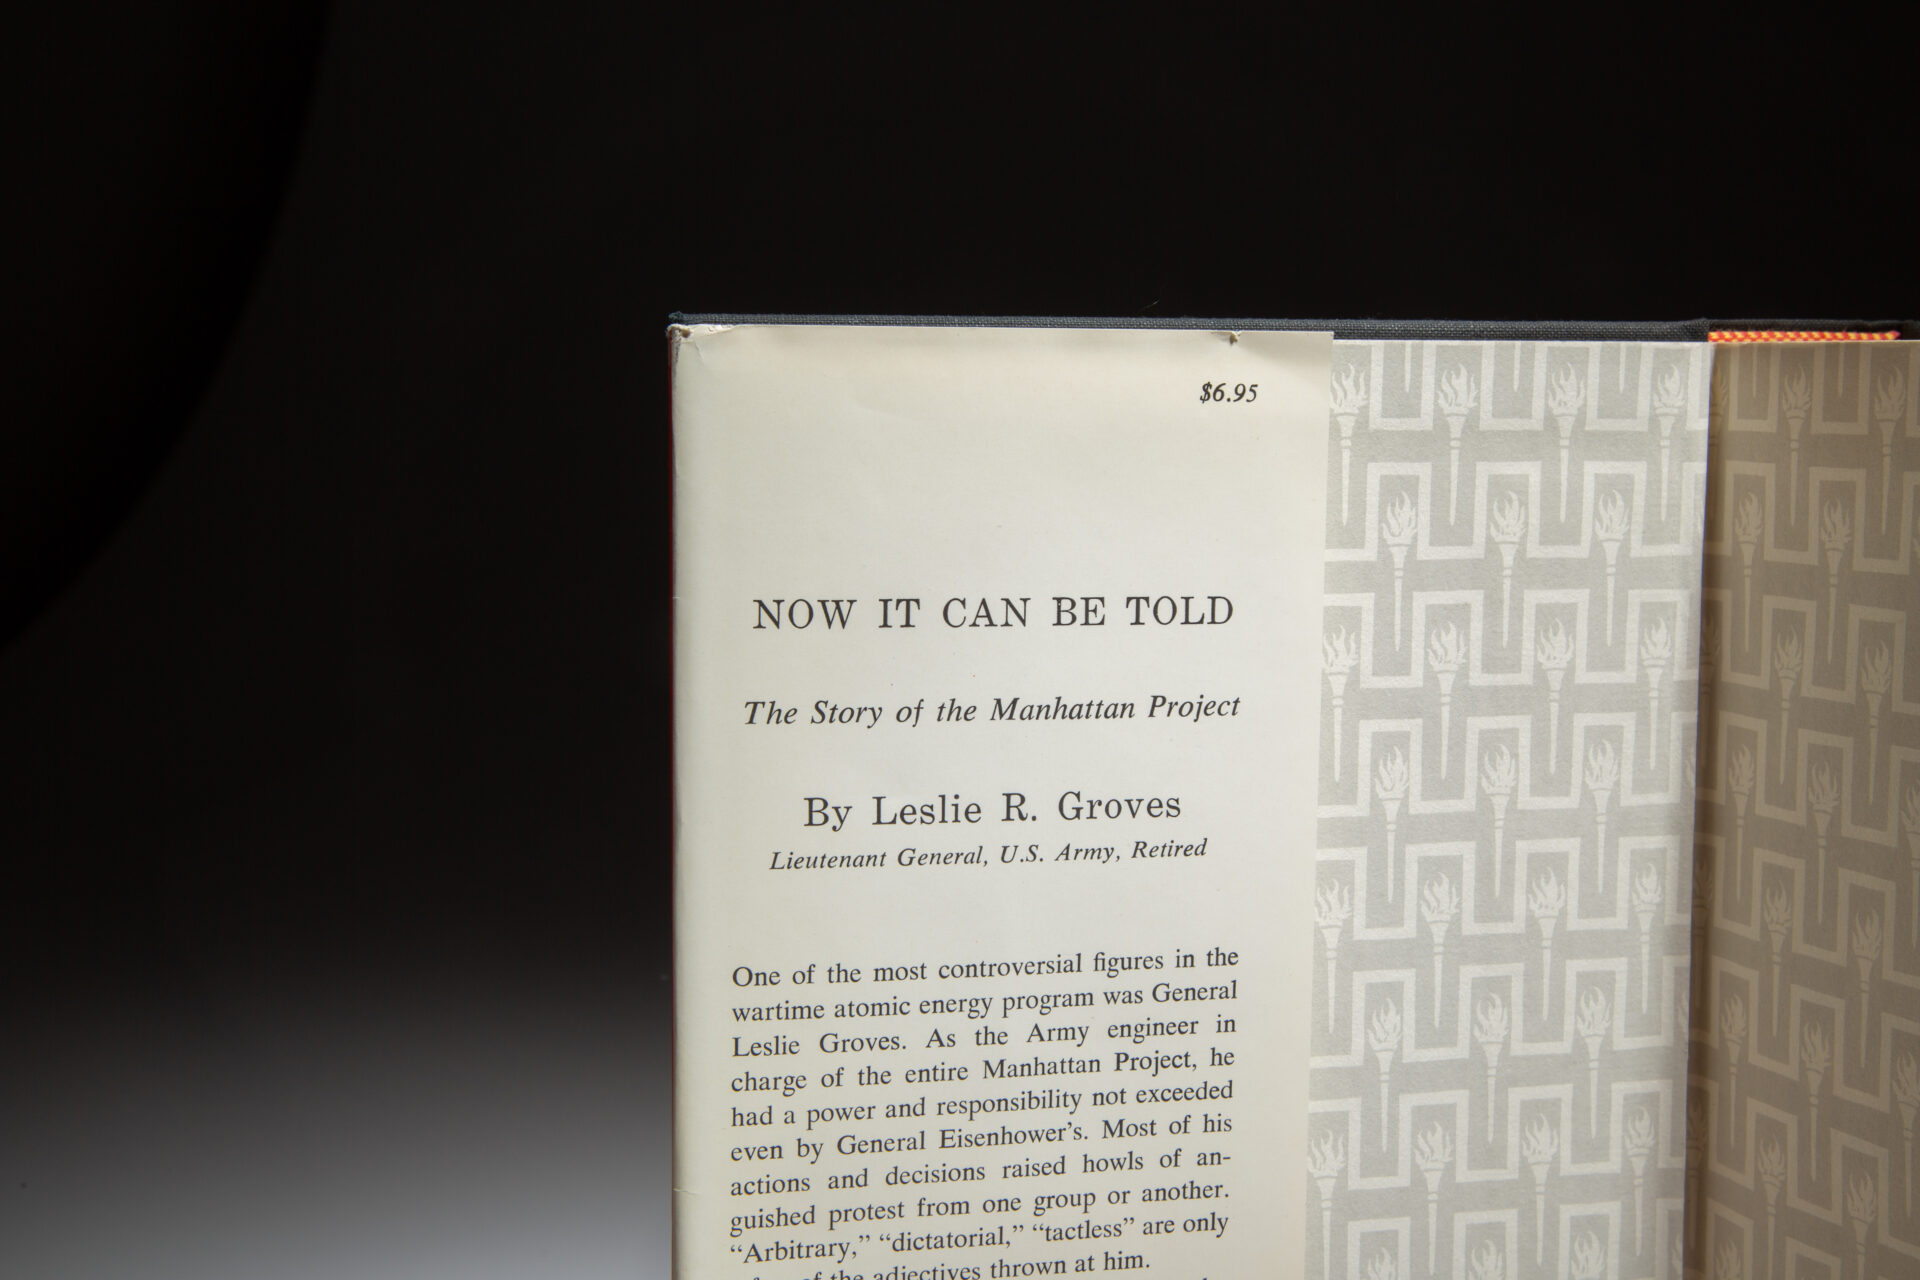 $6.95
NOW IT CAN BE TOLD
The Story of the Manhattan Project
By Leslie R. Groves
Lieutenant General, U.S. Army, Retired
One of the most controversial figures in the
wartime atomic energy program was General
Leslie Groves. As the Army engineer in
charge of the entire Manhattan Project, he
had a power and responsibility not exceeded
even by General Eisenhower’s. Most of his
actions and decisions raised howls of an-
guished protest from one group or another.
“Arbitrary,” “dictatorial,” “tactless” are only
of the adjectives thrown at him.